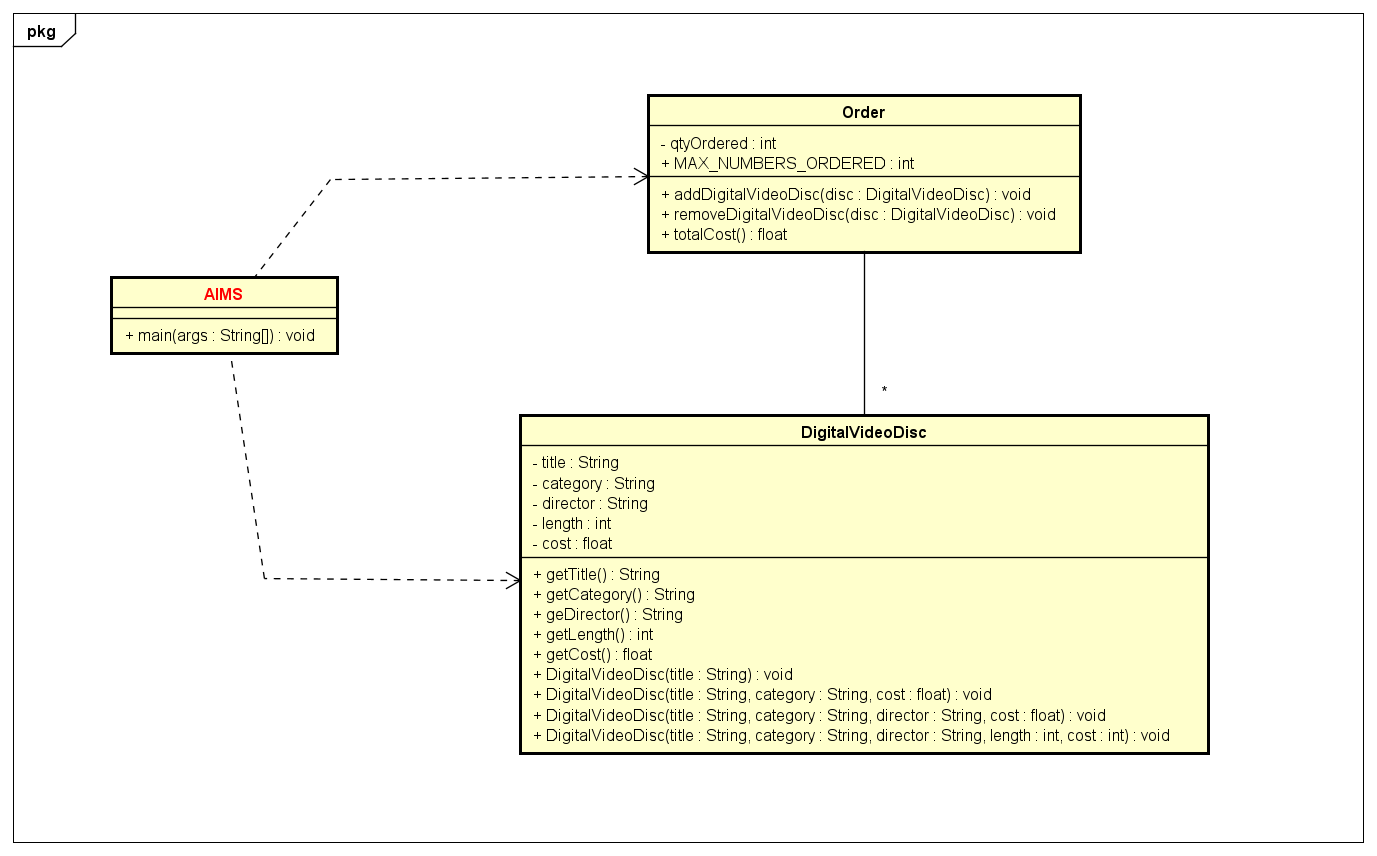 pkg
Order
- qtyOrdered : int
+ MAX_NUMBERS_ORDERED : int
+ addDigitalVideoDisc(disc : DigitalVideoDisc) : void
+ removeDigitalVideoDisc(disc : DigitalVideoDisc) : void
+ totalCost() : float
AIMS
+ main(args : String[]) : void
*
DigitalVideoDisc
- title : String
- category : String
- director : String
- length : int
- cost : float
+ getTitle() : String
+ getCategory() : String
+ geDirector() : String
+ getLength() : int
+ getCost() : float
+ DigitalVideoDisc(title : String) : void
+ DigitalVideoDisc(title : String, category : String, cost : float) : void
+ DigitalVideoDisc(title : String, category : String, director : String, cost : float) : void
+ DigitalVideoDisc(title : String, category : String, director : String, length : int, cost : int) : void